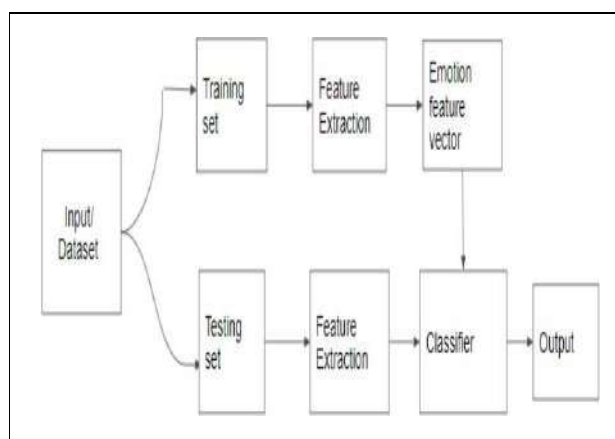 Input/
Dataset
Training
set
Feature
Extraction
Emotion
feature
vector
Testing
set
Feature
Extraction
Classifier
Output